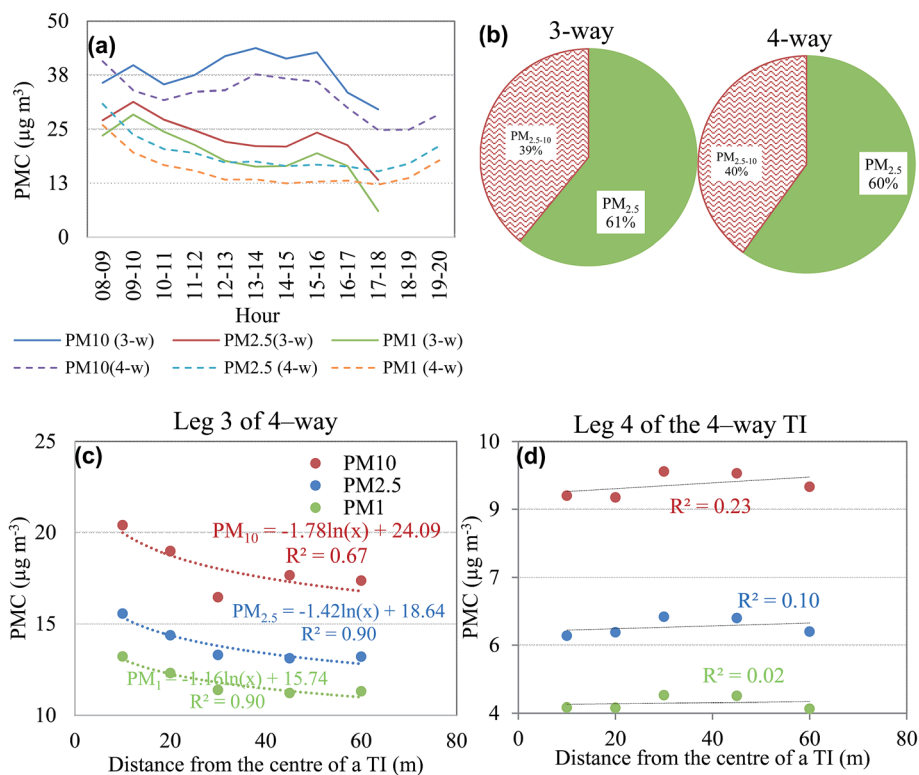 (a)
50
38
25
13
0
PMC (µg m³)
08-09
09-10
10-11
11-12
12-13
13-14
14-15
15-16
16-17
17-18
18-19
19-20
Hour
PM10 (3-w)
PM2.5(3-w)
PM1 (3-w)
PM10(4-w)
PM2.5 (4-w)
PM1 (4-w)
(b)
3-way
4-way
PM2.5-10
39%
PM2.5
61%
PM2.5-10
40%
PM2.5
60%
Leg 3 of 4–way
(c)
25
20
15
10
PMC (µg m-3)
PM10
PM2.5
PM1
PM10 = -1.78ln(x) + 24.09
R² = 0.67
PM2.5 = -1.42ln(x) + 18.64
R² = 0.90
PM1 = -1.16ln(x) + 15.74
R² = 0.90
0 20 40 60 80
Distance from the centre of a TI (m)
Leg 4 of the 4–way TI
(d)
10
9
7
6
4
PMC (µg m-3)
R² = 0.23
R² = 0.10
R² = 0.02
0 20 40 60 80
Distance from the centre of a TI (m)